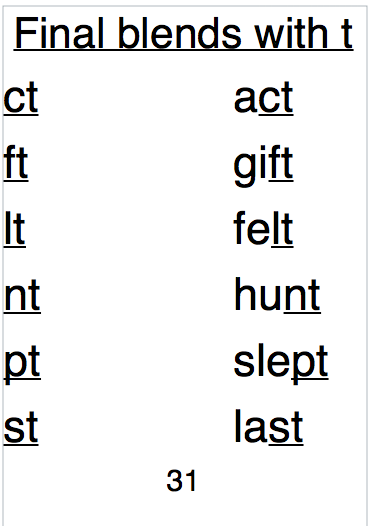 Final blends with t
ct act
ft gift
lt felt
nt hunt
pt slept
st last
31